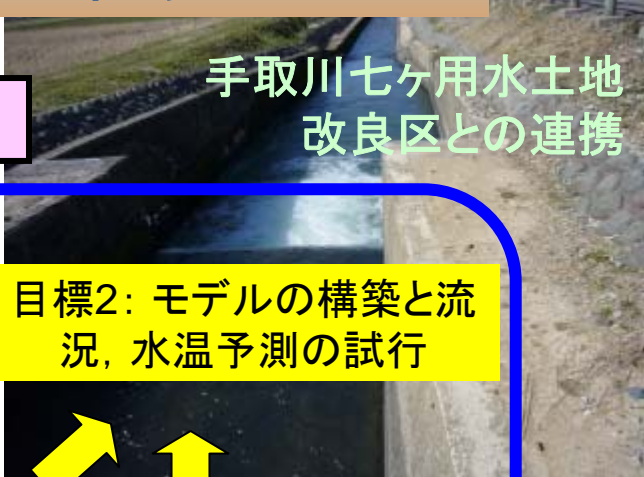 手取川七ヶ用水土地
改良区との連携
目標2: モデルの構築と流
況, 水温予測の試行